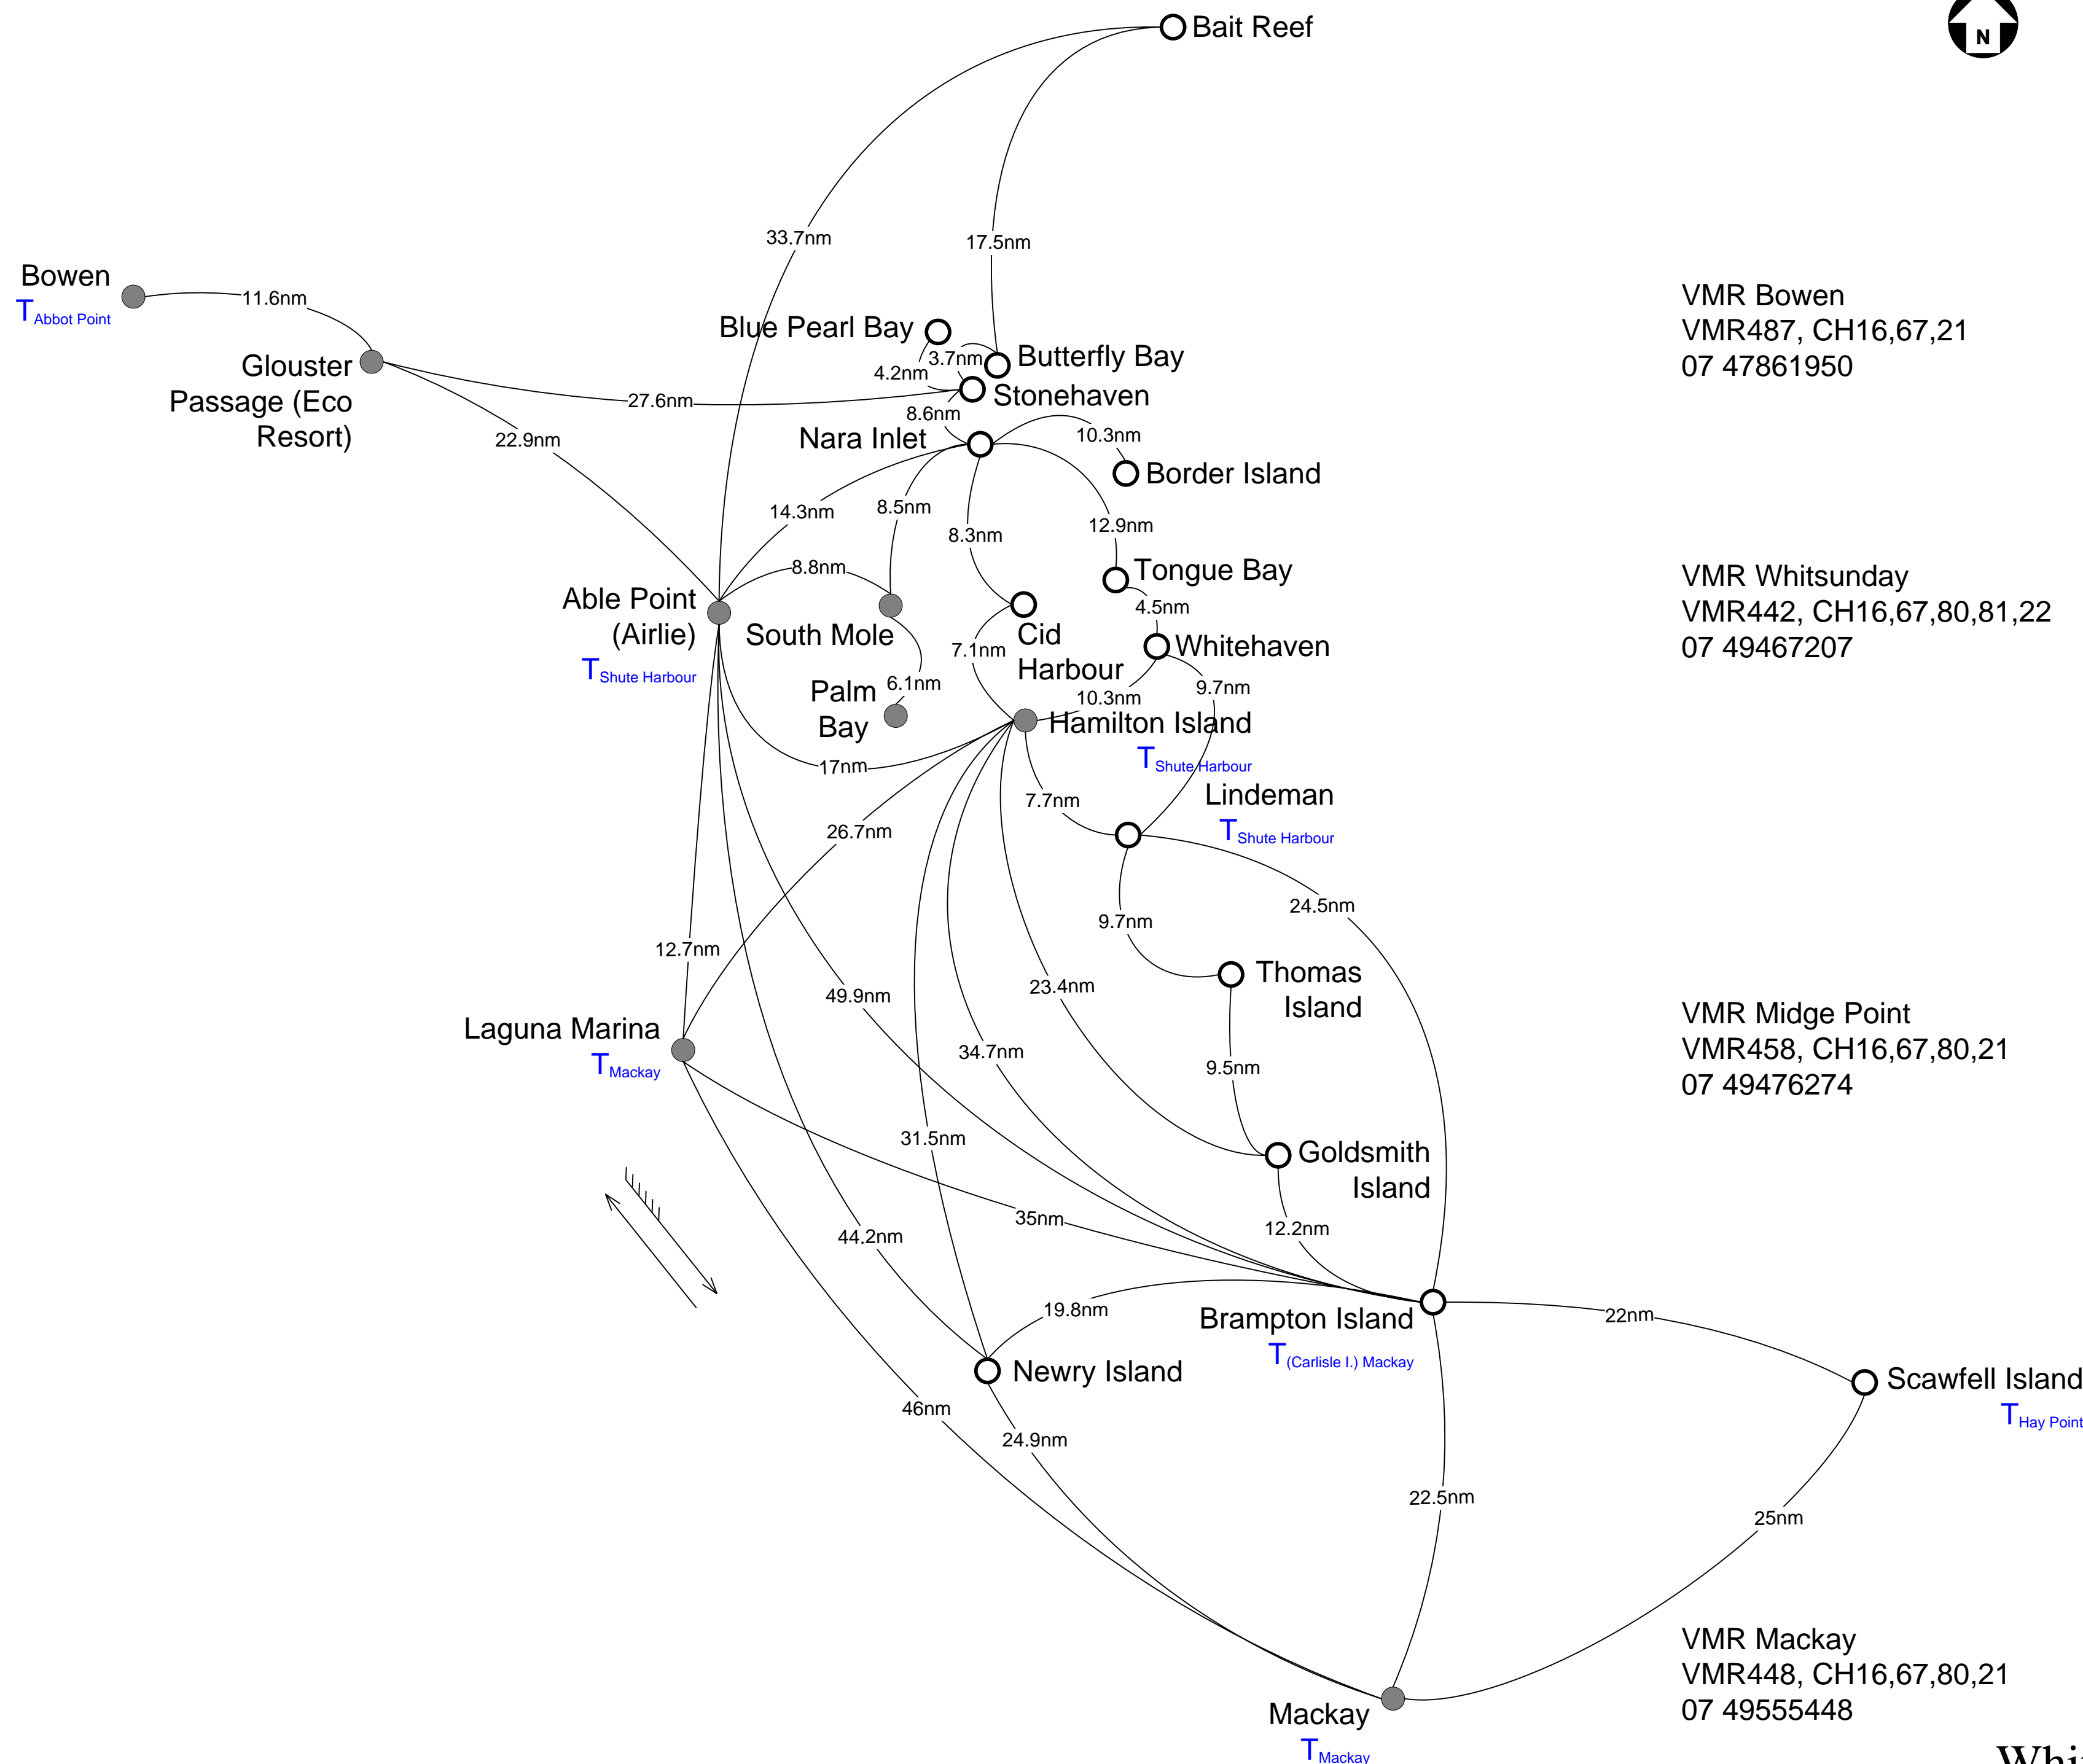 Bait Reef
N
33.7nm
17.5nm
Bowen
T Abbot Point
11.6nm
VMR Bowen
VMR487, CH16,67,21
07 47861950
Blue Pearl Bay
3.7nm
Butterfly Bay
4.2nm
Glouster
Passage (Eco
Resort)
27.6nm
Stonehaven
8.6nm
22.9nm
Nara Inlet
10.3nm
Border Island
14.3nm
8.5nm
8.3nm
12.9nm
8.8nm
Tongue Bay
VMR Whitsunday
VMR442, CH16,67,80,81,22
07 49467207
4.5nm
Able Point
(Airlie)
T Shute Harbour
South Mole
Cid
Harbour
7.1nm
Whitehaven
Palm
Bay
6.1nm
10.3nm
9.7nm
Hamilton Island
T Shute Harbour
17nm
7.7nm
Lindeman
T Shute Harbour
26.7nm
24.5nm
9.7nm
12.7nm
49.9nm
23.4nm
Thomas
Island
Laguna Marina
T Mackay
34.7nm
9.5nm
VMR Midge Point
VMR458, CH16,67,80,21
07 49476274
31.5nm
Goldsmith
Island
35nm
44.2nm
12.2nm
19.8nm
Brampton Island
T (Carlisle I.) Mackay
22nm
Newry Island
Scawfell Island
T Hay Point
46nm
24.9nm
22.5nm
25nm
VMR Mackay
VMR448, CH16,67,80,21
07 49555448
Mackay
T Mackay